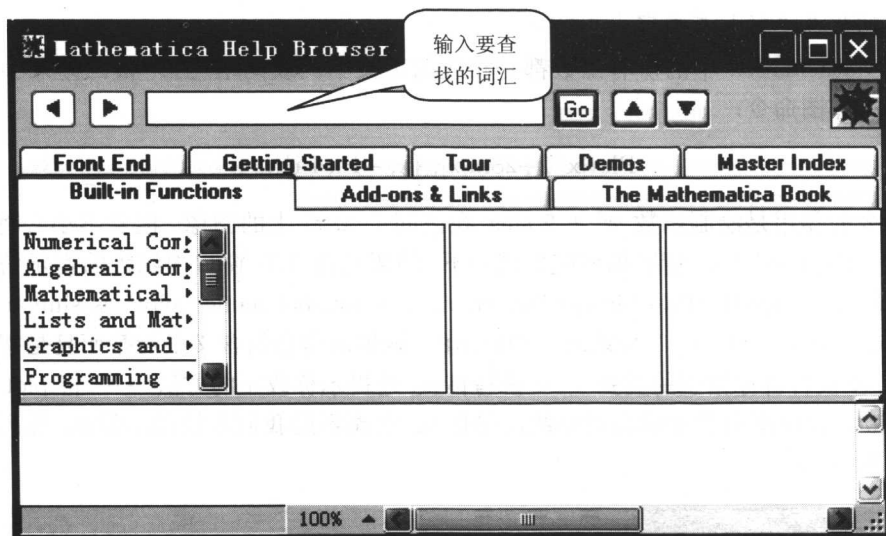 Mathematica Help Browser
输入要查
找的词汇
Go
Front End Getting Started Tour Demos Master Index
Built-in Functions Add-ons & Links The Mathematica Book
Numerical Com
Algebraic Com
Mathematical
Lists and Mat
Graphics and
Programming
100%